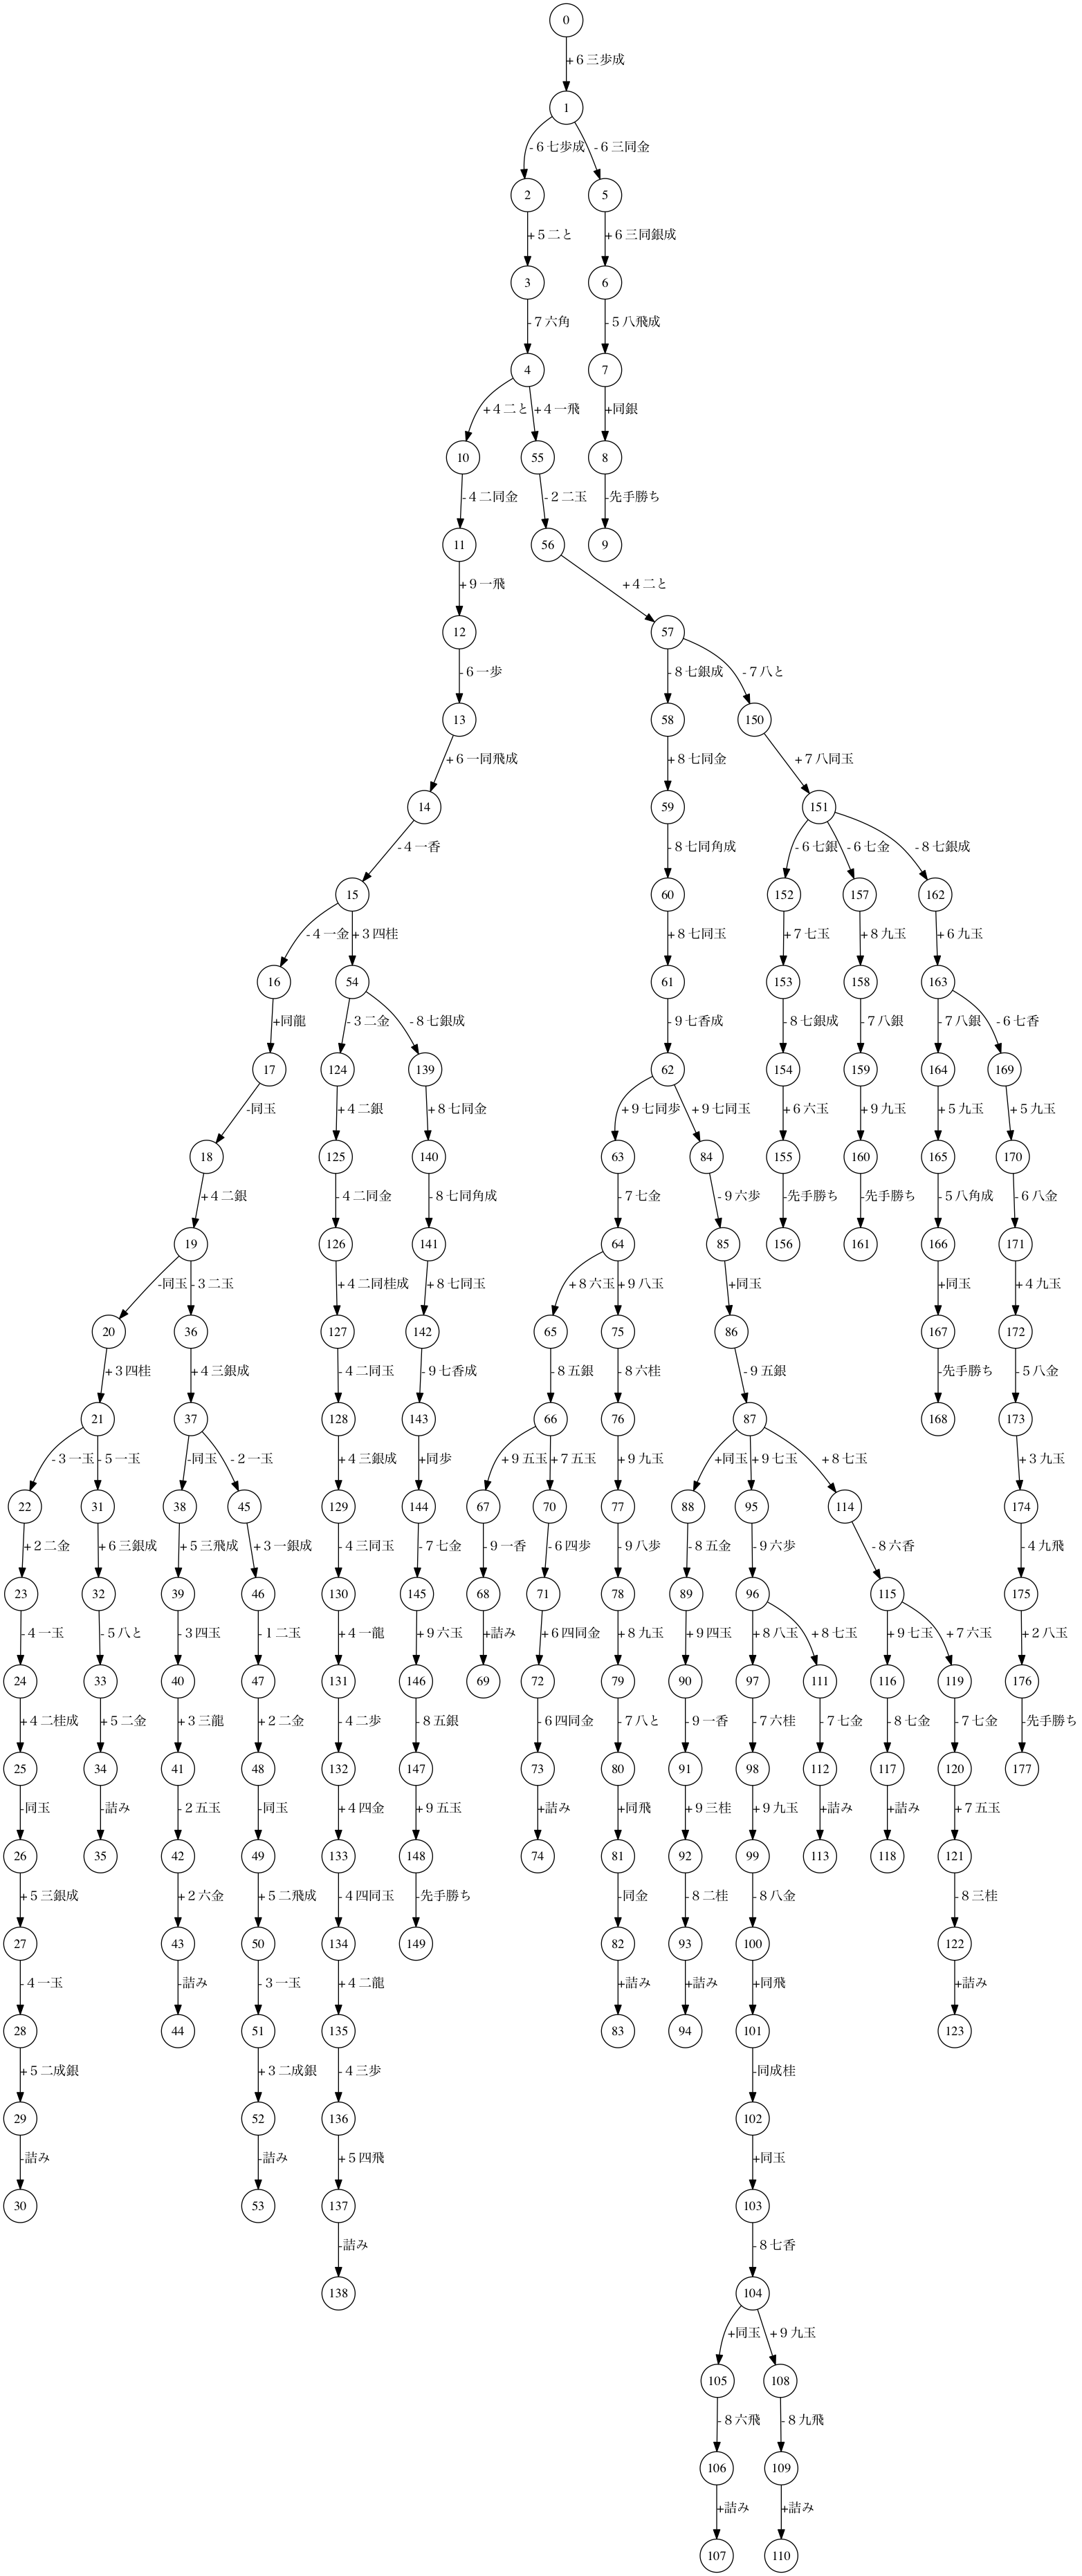 0
+６三歩成
1
-６七歩成 -６三同金
2 5
+５二と +６三同銀成
3 6
-７六角 -５八飛成
4 7
+４二と +４一飛 +同銀
10 55 8
-４二同金 -２二玉 -先手勝ち
11 56 9
+９一飛 +４二と
12 57
-６一歩 -８七銀成 -７八と
13 58 150
+６一同飛成 +８七同金 +７八同玉
14 59 151
-４一香 -８七同角成 -６七銀 -６七金 -８七銀成
15 60 152 157 162
-４一金 +３四桂 +８七同玉 +７七玉 +８九玉 +６九玉
16 54 61 153 158 163
+同龍 -３二金 -８七銀成 -９七香成 -８七銀成 -７八銀 -７八銀 -６七香
17 124 139 62 154 159 164 169
-同玉 +４二銀 +８七同金 +９七同歩 +９七同玉 +６六玉 +９九玉 +５九玉 +５九玉
18 125 140 63 84 155 160 165 170
+４二銀 -４二同金 -８七同角成 -７七金 -９六歩 -先手勝ち -先手勝ち -５八角成 -６八金
19 126 141 64 85 156 161 166 171
-同玉 -３二玉 +４二同桂成 +８七同玉 +８六玉 +９八玉 +同玉 +同玉 +４九玉
20 36 127 142 65 75 86 167 172
+３四桂 +４三銀成 -４二同玉 -９七香成 -８五銀 -８六桂 -９五銀 -先手勝ち -５八金
21 37 128 143 66 76 87 168 173
-３一玉 -５一玉 -同玉 -２一玉 +４三銀成 +同歩 +９五玉 +７五玉 +９九玉 +同玉 +９七玉 +８七玉 +３九玉
22 31 38 45 129 144 67 70 77 88 95 114 174
+２二金 +６三銀成 +５三飛成 +３一銀成 -４三同玉 -７七金 -９一香 -６四歩 -９八歩 -８五金 -９六歩 -８六香 -４九飛
23 32 39 46 130 145 68 71 78 89 96 115 175
-４一玉 -５八と -３四玉 -１二玉 +４一龍 +９六玉 +詰み +６四同金 +８九玉 +９四玉 +８八玉 +８七玉 +９七玉 +７六玉 +２八玉
24 33 40 47 131 146 69 72 79 90 97 111 116 119 176
+４二桂成 +５二金 +３三龍 +２二金 -４二歩 -８五銀 -６四同金 -７八と -９一香 -７六桂 -７七金 -８七金 -７七金 -先手勝ち
25 34 41 48 132 147 73 80 91 98 112 117 120 177
-同玉 -詰み -２五玉 -同玉 +４四金 +９五玉 +詰み +同飛 +９三桂 +９九玉 +詰み +詰み +７五玉
26 35 42 49 133 148 74 81 92 99 113 118 121
+５三銀成 +２六金 +５二飛成 -４四同玉 -先手勝ち -同金 -８二桂 -８八金 -８三桂
27 43 50 134 149 82 93 100 122
-４一玉 -詰み -３一玉 +４二龍 +詰み +詰み +同飛 +詰み
28 44 51 135 83 94 101 123
+５二成銀 +３二成銀 -４三歩 -同成桂
29 52 136 102
-詰み -詰み +５四飛 +同玉
30 53 137 103
-詰み -８七香
138 104
+同玉 +９九玉
105 108
-８六飛 -８九飛
106 109
+詰み +詰み
107 110